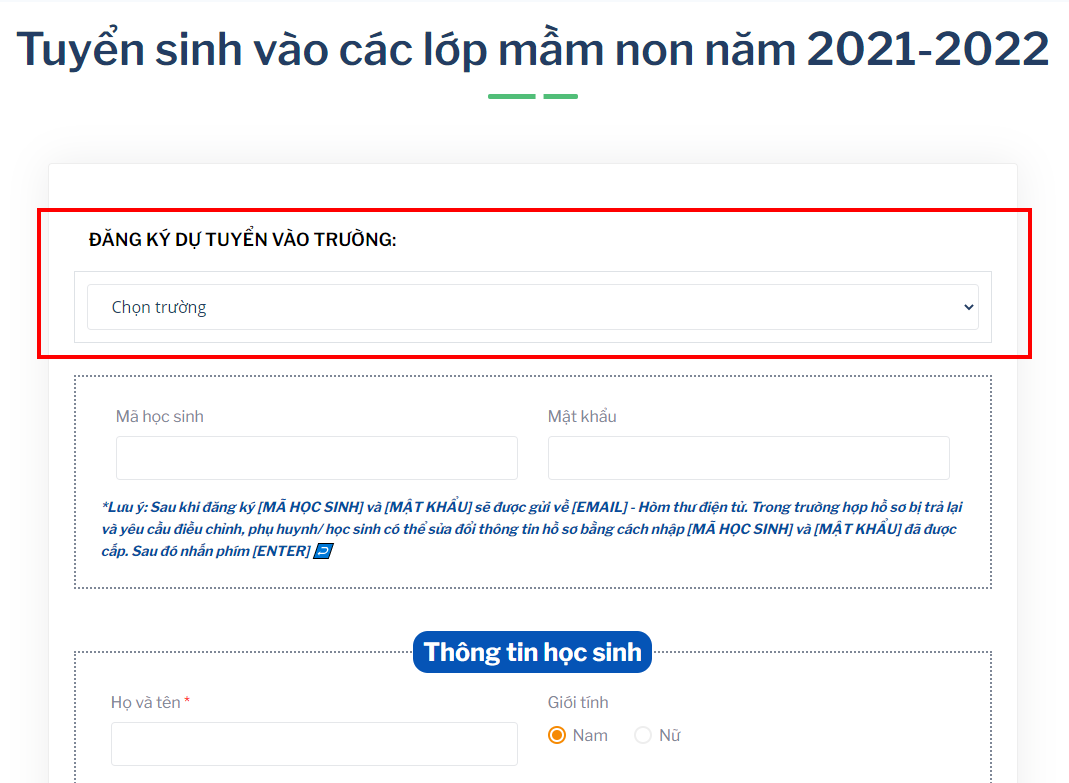 Tuyển sinh vào các lớp mầm non năm 2021-2022
ĐĂNG KÝ DỰ TUYỂN VÀO TRƯỜNG:
Chọn trường
Mã học sinh
Mật khẩu
*Lưu ý: Sau khi đăng ký [MÃ HỌC SINH] và [MẬT KHẨU] sẽ được gửi về [EMAIL] - Hòm thư điện tử. Trong trường hợp hồ sơ bị trả lại
và yêu cầu điều chỉnh, phụ huynh/ học sinh có thể sửa đổi thông tin hồ sơ bằng cách nhập [MÃ HỌC SINH] và [MẬT KHẨU] đã được
cấp. Sau đó nhấn phím [ENTER]
Thông tin học sinh
Họ và tên *
Giới tính
Nam
Nữ